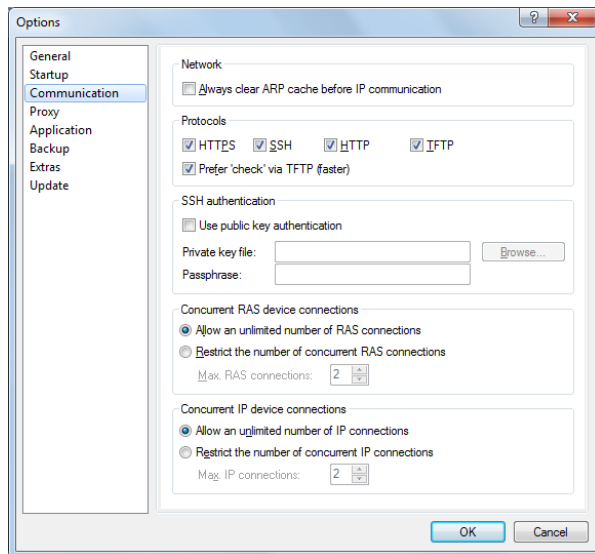 Options
General
Startup
Communication
Proxy
Application
Backup
Extras
Update
Network
Always clear ARP cache before IP communication
Protocols
HTTPS SSH HTTP TFTP
Prefer 'check' via TFTP (faster)
SSH authentication
Use public key authentication
Private key file: Browse...
Passphrase:
Concurrent RAS device connections
Allow an unlimited number of RAS connections
Restrict the number of concurrent RAS connections
Max. RAS connections: 2
Concurrent IP device connections
Allow an unlimited number of IP connections
Restrict the number of concurrent IP connections
Max. IP connections: 2
OK Cancel